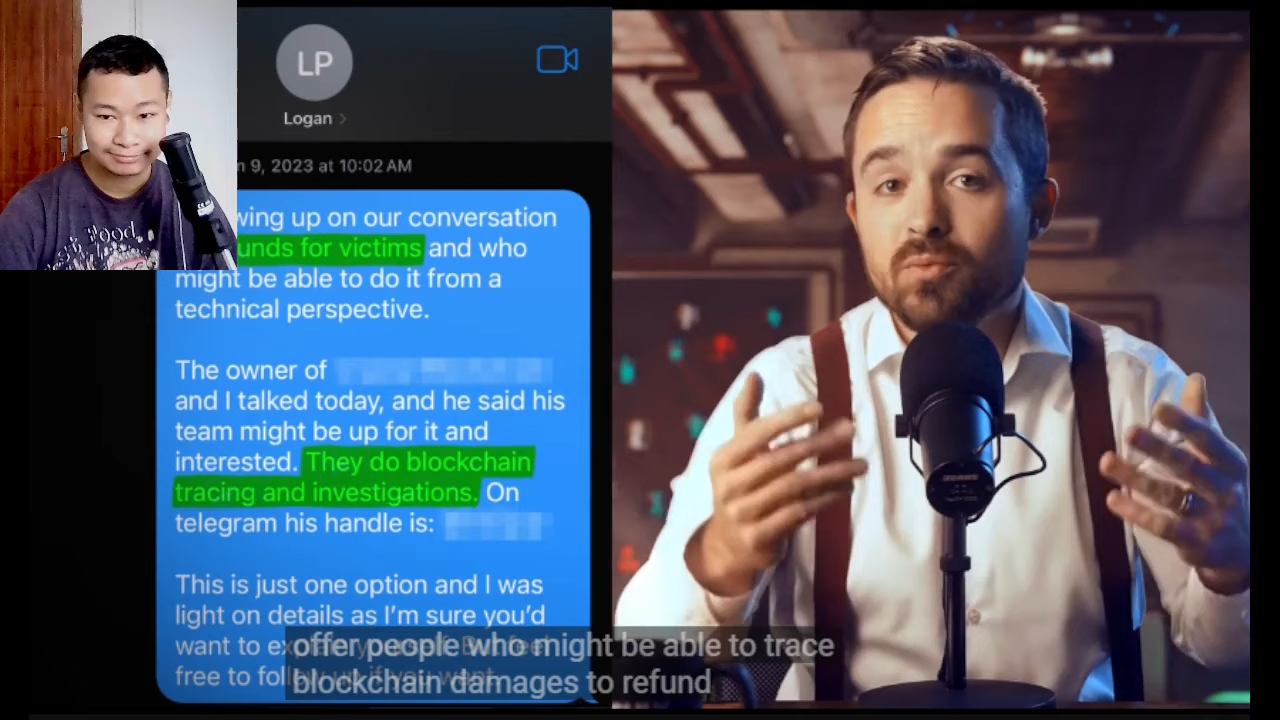 LP
Logan >
n 9, 2023 at 10:02 AM
wing up on our conversation
unds for victims and who
might be able to do it from a
technical perspective.
The owner of
and I talked today, and he said his
team might be up for it and
interested. They do blockchain
tracing and investigations. On
telegram his handle is:
This is just one option and I was
light on details as I'm sure you'd
want to
free to
offer people who might be able to trace
blockchain damages to refund